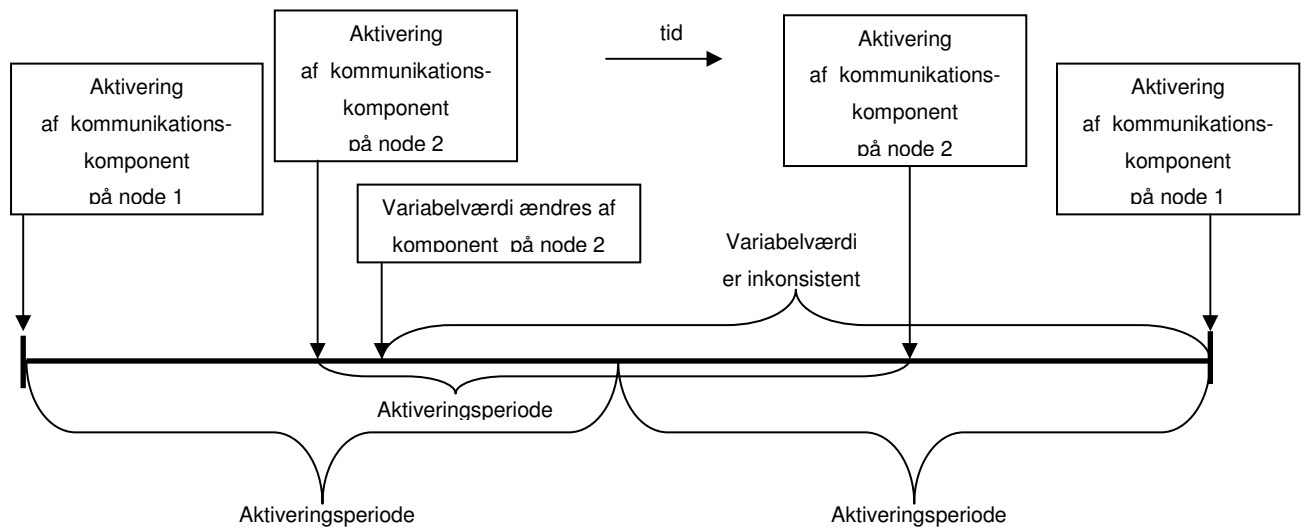 Aktivering
af kommunikations-
komponent
på node 1
Aktivering
af kommunikations-
komponent
på node 2
tid
Aktivering
af kommunikations-
komponent
på node 2
Aktivering
af kommunikations-
komponent
på node 1
Variabelværdi ændres af
komponent på node 2
Variabelværdi
er inkonsistent
Aktiveringsperiode
Aktiveringsperiode
Aktiveringsperiode